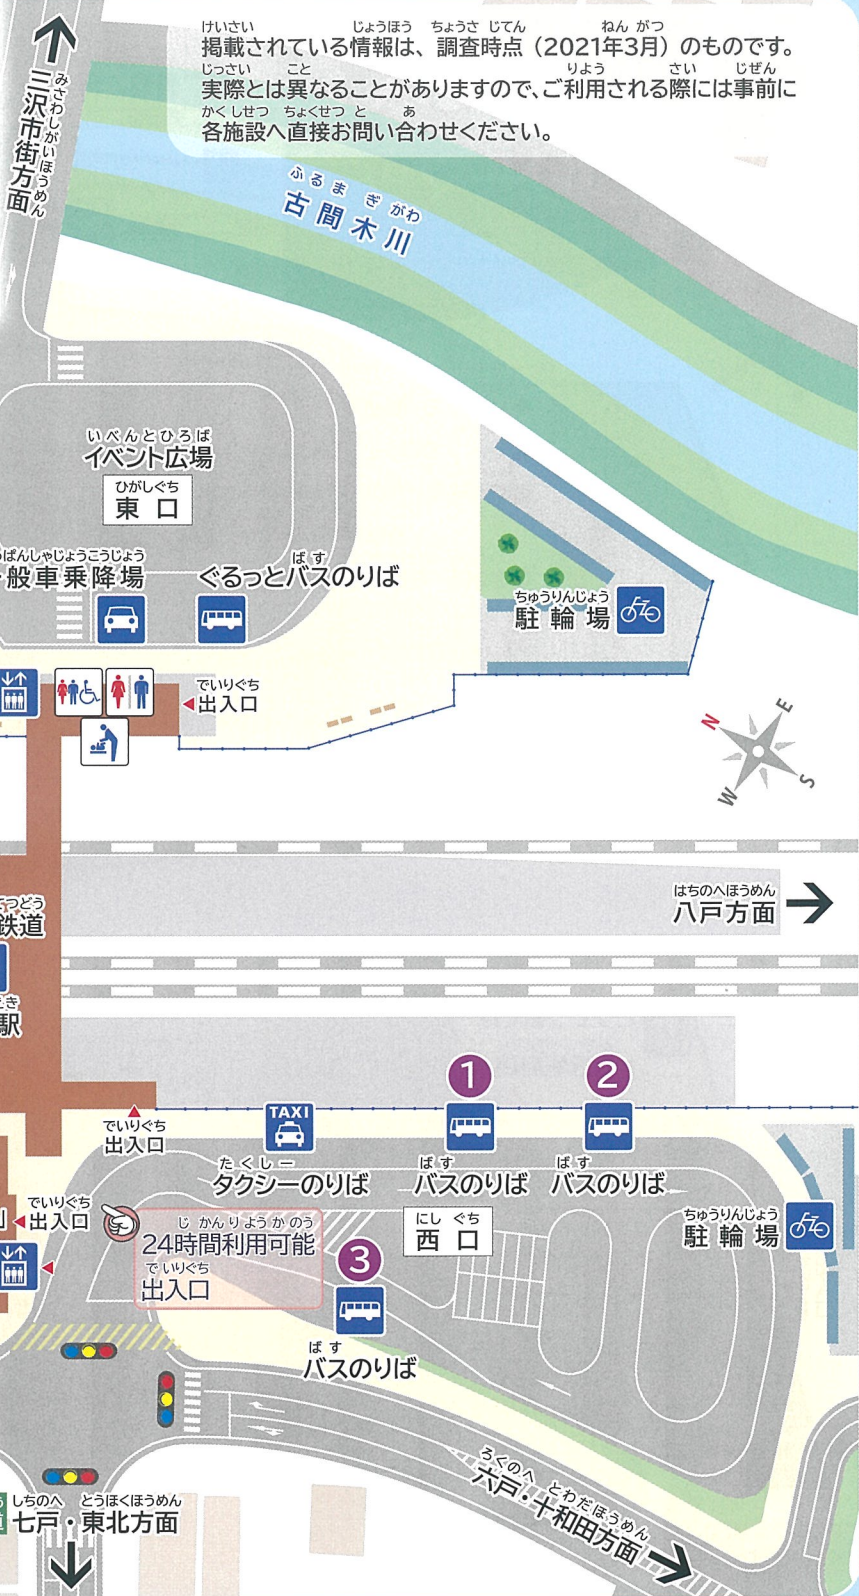 けいさい じょうほう ちょうさ じてん ねん がつ
掲載されている情報は、調査時点（2021年3月）のものです。
じっさい こと りよう さい じぜん
実際とは異なることがありますので、ご利用される際には事前に
かくしせつ ちょくせつ と あ
各施設へ直接お問い合わせください。
みさわしがいほうめん
三沢市街方面
ふるまぎがわ
古間木川
いべんとひろば
イベント広場
ひがしぐち
東口
ぱんしゃじょうこうじょう
般車乗降場
ばす
ぐるっとバスのりば
ちゅうりんじょう
駐輪場
でいりぐち
出入口
N
E
S
W
てつどう
鉄道
はちのへほうめん
八戸方面
えき
駅
1
2
でいりぐち
出入口
TAXI
たくしー
タクシーのりば
ばす
バスのりば
ばす
バスのりば
でいりぐち
出入口
じかんりようかのう
24時間利用可能
でいりぐち
出入口
にしぐち
西口
ちゅうりんじょう
駐輪場
3
ばす
バスのりば
ろくのへ とわだほうめん
六戸・十和田方面
しちのへ とうほくほうめん
七戸・東北方面
道